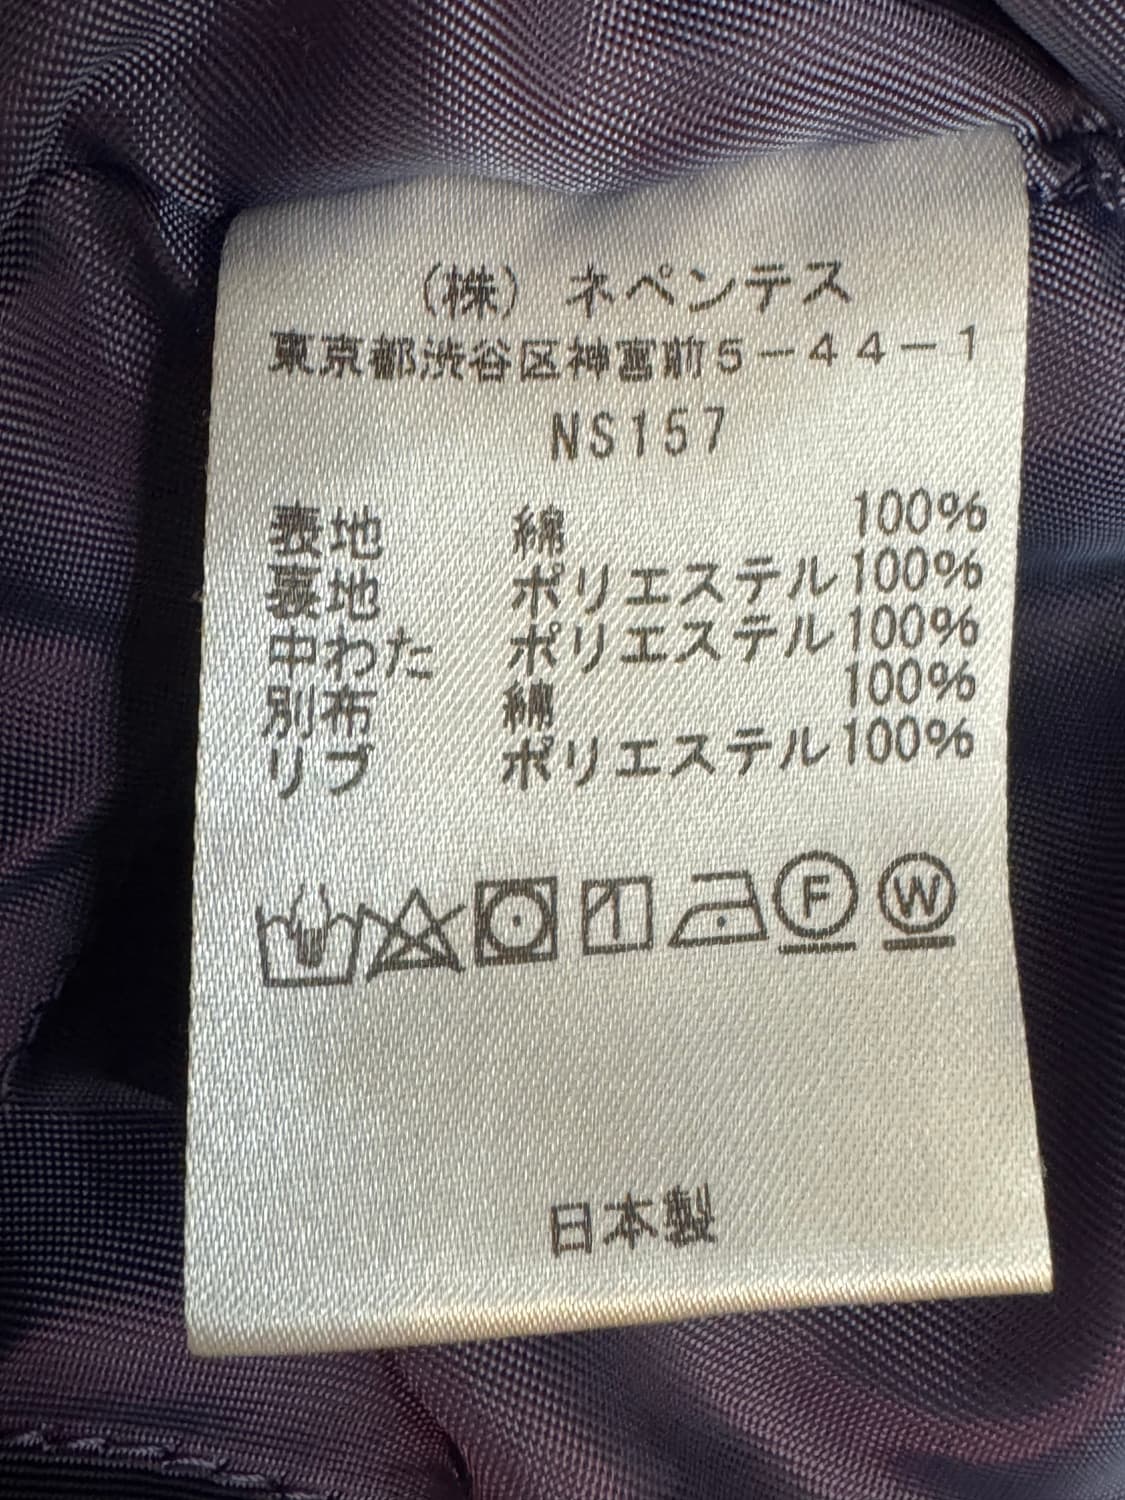 (株) ネペンテス
東京都渋谷区神宮前5-44-1
NS157
表地 綿 100%
裏地 ポリエステル100%
中わた ポリエステル100%
別布 綿 100%
リブ ポリエステル100%
F W
日本製